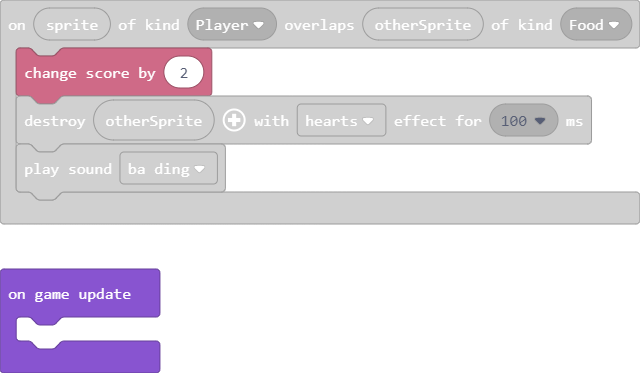 on sprite of kind Player overlaps otherSprite of kind Food
change score by 2
destroy otherSprite with hearts effect for 100 ms
play sound ba ding
on game update